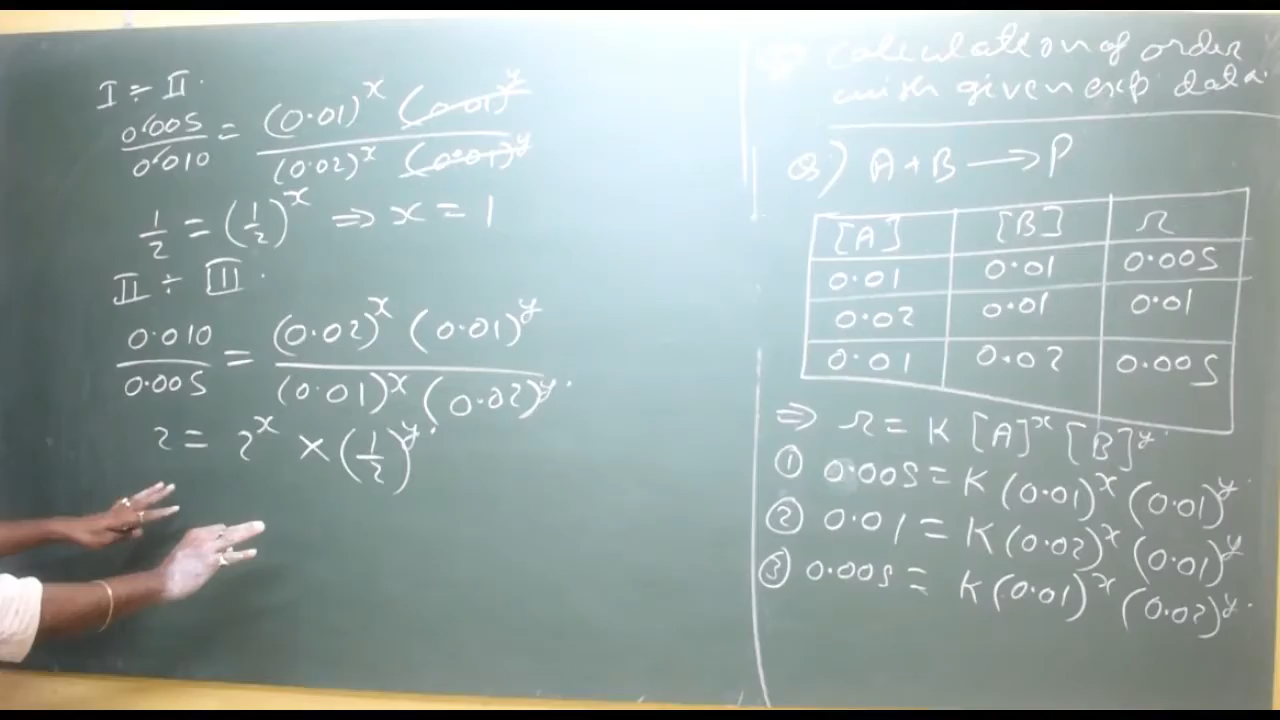 I ÷ II.
0.005 / 0.010 = (0.01)^x (0.01)^y / (0.02)^x (0.01)^y
1/2 = (1/2)^x ⇒ x = 1
II ÷ III.
0.010 / 0.005 = (0.02)^x (0.01)^y / (0.01)^x (0.02)^y.
2 = 2^x × (1/2)^y.
calculation of order
with given exp data.
Q) A + B ⟶ P
[A] [B] r
0.01 0.01 0.005
0.02 0.01 0.01
0.01 0.02 0.005
⇒ r = K [A]^x [B]^y.
① 0.005 = K (0.01)^x (0.01)^y.
② 0.01 = K (0.02)^x (0.01)^y
③ 0.005 = K (0.01)^x (0.02)^y.